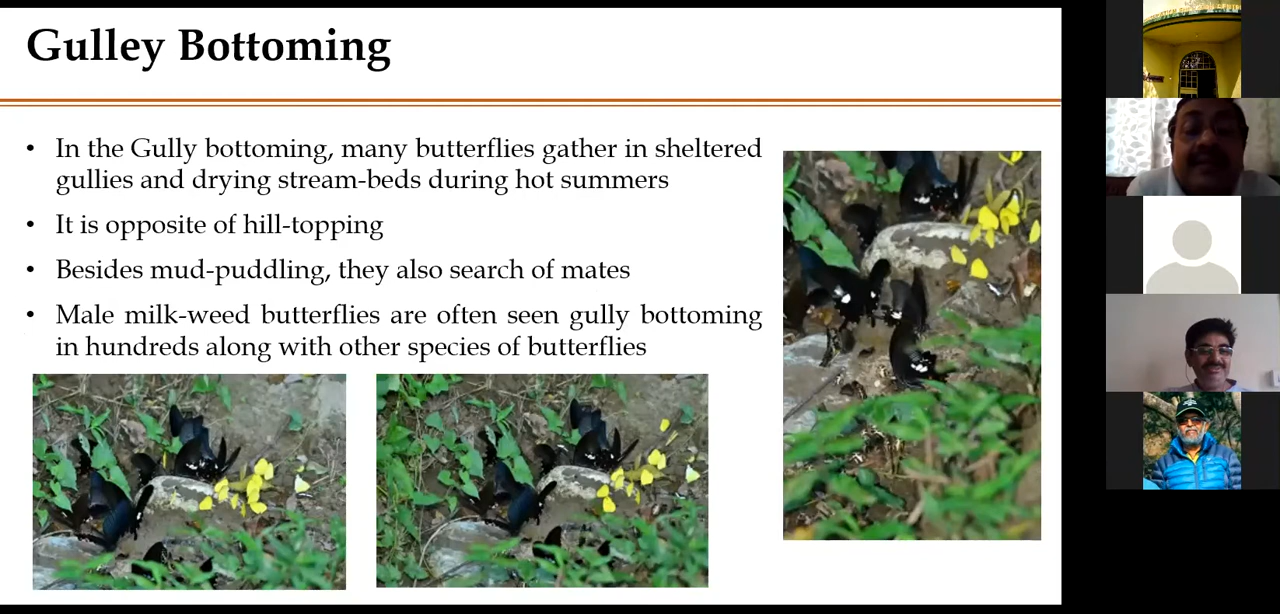 Gulley Bottoming
• In the Gully bottoming, many butterflies gather in sheltered
gullies and drying stream-beds during hot summers
• It is opposite of hill-topping
• Besides mud-puddling, they also search of mates
• Male milk-weed butterflies are often seen gully bottoming
in hundreds along with other species of butterflies